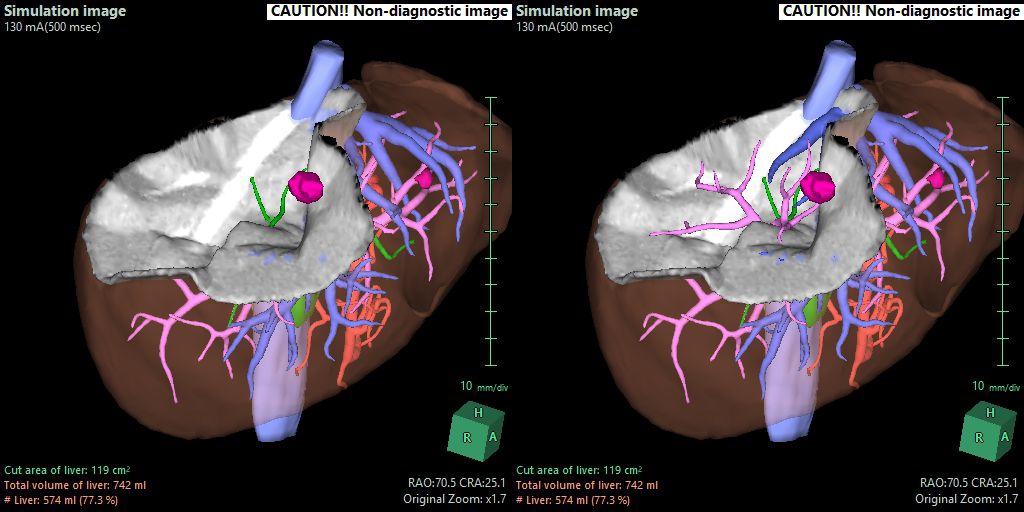 Simulation image
CAUTION!! Non-diagnostic image
130 mA(500 msec)
10 mm/div
H
R A
Cut area of liver: 119 cm²
Total volume of liver: 742 ml
# Liver: 574 ml (77.3 %)
RAO:70.5 CRA:25.1
Original Zoom: x1.7
Simulation image
CAUTION!! Non-diagnostic image
130 mA(500 msec)
10 mm/div
H
R A
Cut area of liver: 119 cm²
Total volume of liver: 742 ml
# Liver: 574 ml (77.3 %)
RAO:70.5 CRA:25.1
Original Zoom: x1.7